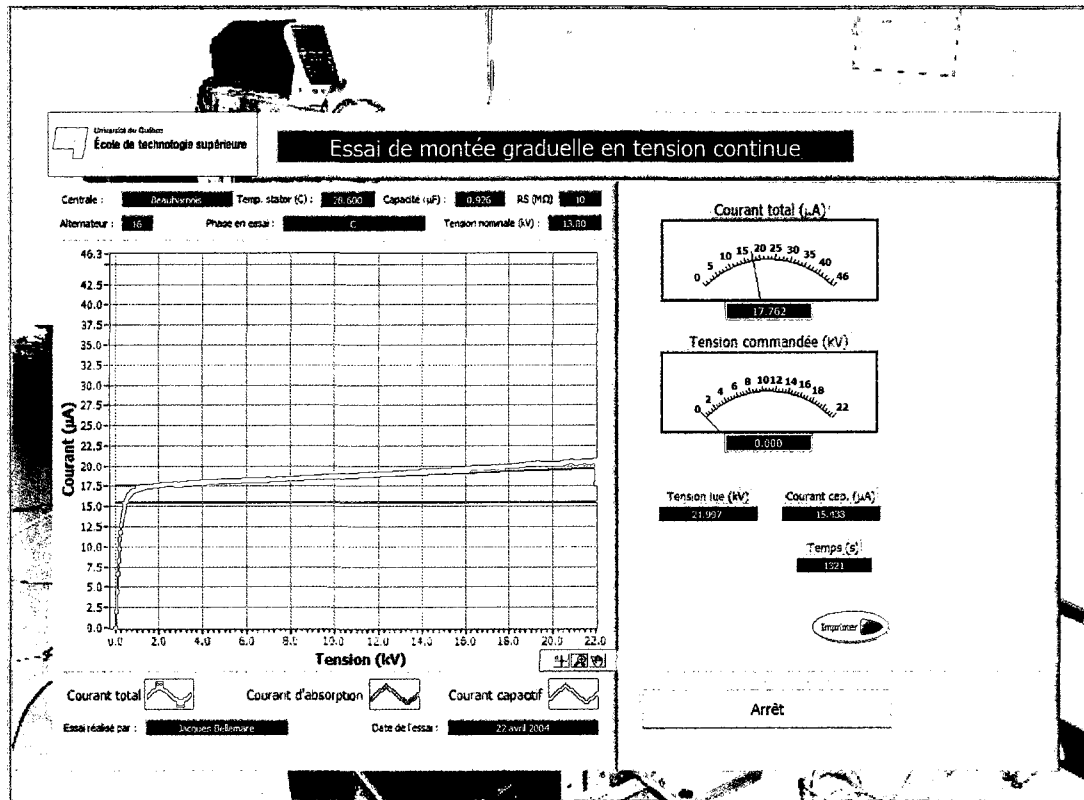 Université du Québec
École de technologie supérieure
Essai de montée graduelle en tension continue
Centrale : Beauharnois Temp. stator (C) : 28.600 Capacité (µF) : 0.926 RS (MΩ) 10
Alternateur : 16 Phase en essai : C Tension nominale (kV) : 13.80
46.3
42.5
40.0
37.5
35.0
32.5
30.0
27.5
25.0
22.5
20.0
17.5
15.0
12.5
10.0
7.5
5.0
2.5
0.0
Courant (µA)
0.0 2.0 4.0 6.0 8.0 10.0 12.0 14.0 16.0 18.0 20.0 22.0
Tension (kV)
Courant total Courant d'absorption Courant capacitif
Essai réalisé par : Jacques Bellemare Date de l'essai : 22 avril 2004
Courant total (µA)
0 5 10 15 20 25 30 35 40 46
17.762
Tension commandée (kV)
0 2 4 6 8 10 12 14 16 18 22
0.000
Tension lue (kV) Courant cap. (µA)
21.997 15.433
Temps (s)
1321
Imprimer
Arrêt